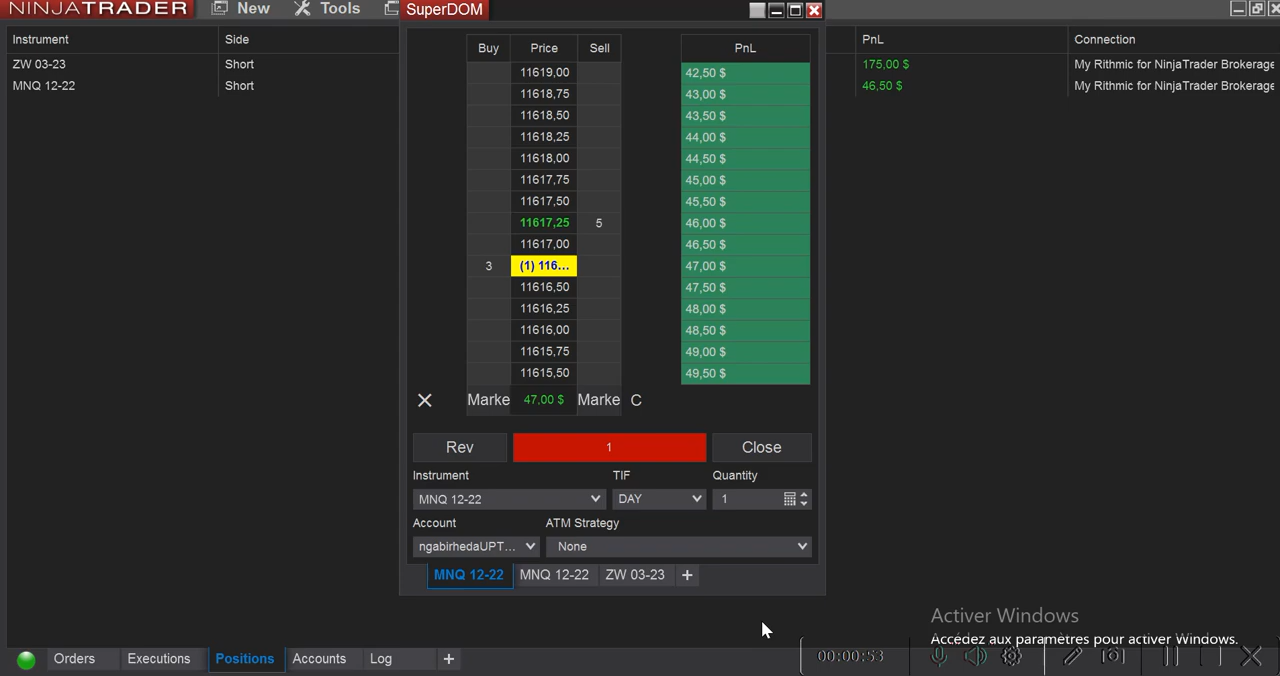 NINJATRADER New Tools SuperDOM
Instrument Side PnL Connection
ZW 03-23 Short 175,00 $ My Rithmic for NinjaTrader Brokerage
MNQ 12-22 Short 46,50 $ My Rithmic for NinjaTrader Brokerage
Buy Price Sell PnL
11619,00 42,50 $
11618,75 43,00 $
11618,50 43,50 $
11618,25 44,00 $
11618,00 44,50 $
11617,75 45,00 $
11617,50 45,50 $
11617,25 5 46,00 $
11617,00 46,50 $
3 (1) 116... 47,00 $
11616,50 47,50 $
11616,25 48,00 $
11616,00 48,50 $
11615,75 49,00 $
11615,50 49,50 $
Marke 47,00 $ Marke C
Rev 1 Close
Instrument TIF Quantity
MNQ 12-22 DAY 1
Account ATM Strategy
ngabirhedaUPT... None
MNQ 12-22 MNQ 12-22 ZW 03-23 +
Activer Windows
Accédez aux paramètres pour activer Windows.
Orders Executions Positions Accounts Log + 00:00:53